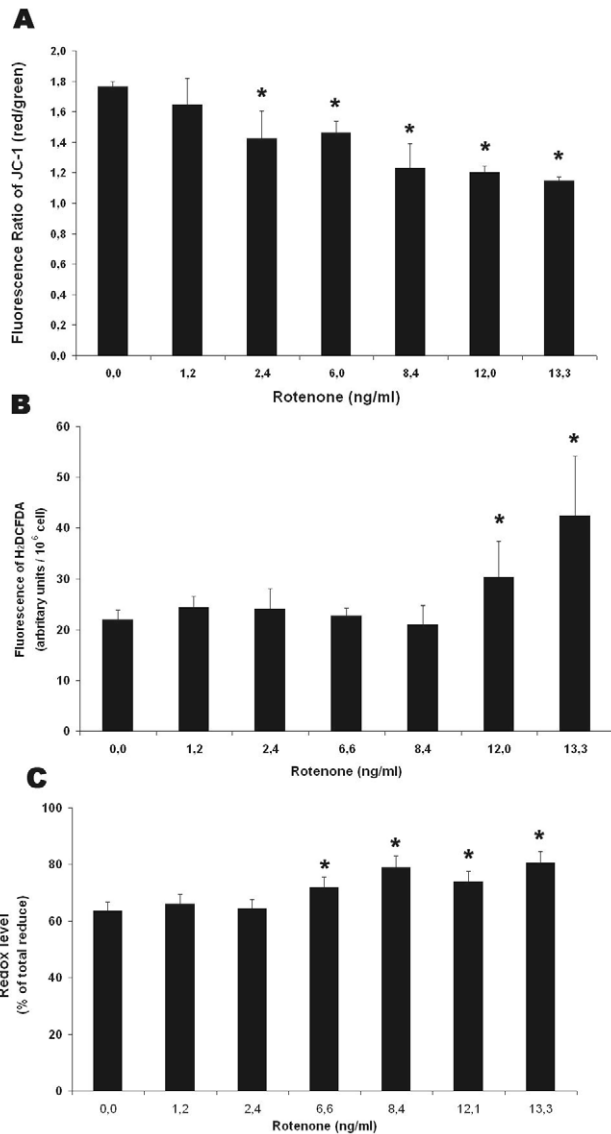 A
Fluorescence Ratio of JC-1 (red/green)
2,0
1,8
1,6
1,4
1,2
1,0
0,8
0,6
0,4
0,2
0,0
* * * * *
0,0 1,2 2,4 6,0 8,4 12,0 13,3
Rotenone (ng/ml)
B
Fluorescence of H₂DCFDA
(arbritary units / 10⁶ cell)
60
50
40
30
20
10
0
* *
0,0 1,2 2,4 6,6 8,4 12,0 13,3
Rotenone (ng/ml)
C
Redox level
(% of total reduce)
100
80
60
40
20
0
* * * *
0,0 1,2 2,4 6,6 8,4 12,1 13,3
Rotenone (ng/ml)